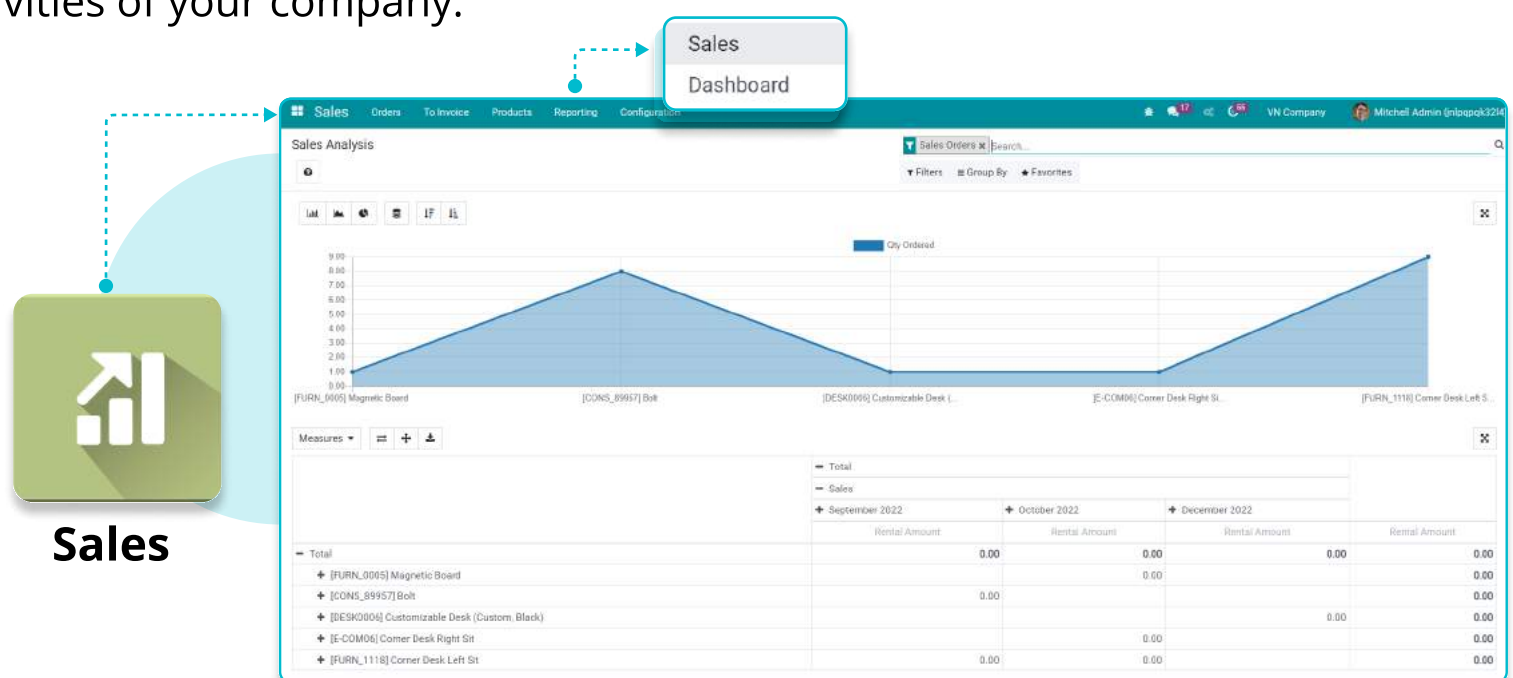 vities of your company.
Sales
Dashboard
Sales Orders To Invoice Products Reporting Configuration 17 VN Company Mitchell Admin
Sales Analysis
Sales Orders x Search...
Filters Group By Favorites
Qty Ordered
9.00
8.00
7.00
6.00
5.00
4.00
3.00
2.00
1.00
0.00
[FURN_0005] Magnetic Board [CONS_89957] Bolt [DESK0006] Customizable Desk (... [E-COM06] Corner Desk Right Si... [FURN_1118] Corner Desk Left S...
Measures
Total
Sales
September 2022 October 2022 December 2022
Rental Amount Rental Amount Rental Amount Rental Amount
Total 0.00 0.00 0.00 0.00
[FURN_0005] Magnetic Board 0.00 0.00
[CONS_89957] Bolt 0.00 0.00
[DESK0006] Customizable Desk (Custom, Black) 0.00 0.00
[E-COM06] Corner Desk Right Sit 0.00 0.00
[FURN_1118] Corner Desk Left Sit 0.00 0.00 0.00
Sales